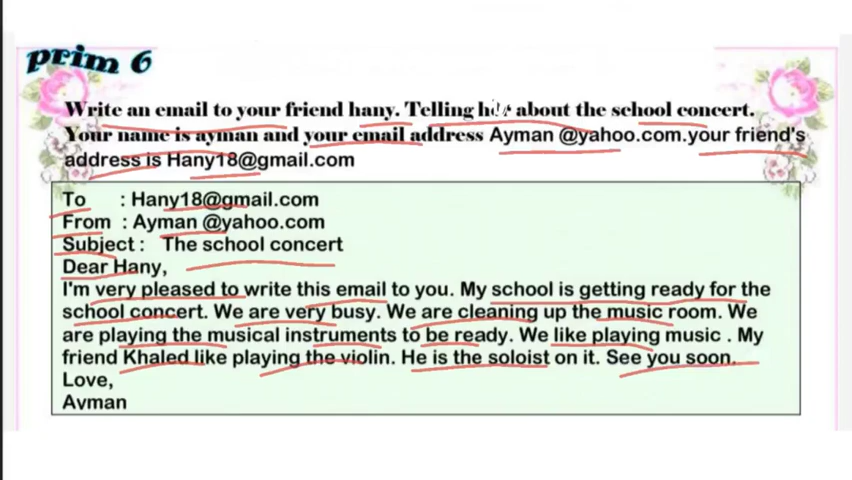 prim 6
Write an email to your friend hany. Telling her about the school concert.
Your name is ayman and your email address Ayman @yahoo.com.your friend's
address is Hany18@gmail.com
To : Hany18@gmail.com
From : Ayman @yahoo.com
Subject : The school concert
Dear Hany,
I'm very pleased to write this email to you. My school is getting ready for the
school concert. We are very busy. We are cleaning up the music room. We
are playing the musical instruments to be ready. We like playing music . My
friend Khaled like playing the violin. He is the soloist on it. See you soon.
Love,
Ayman